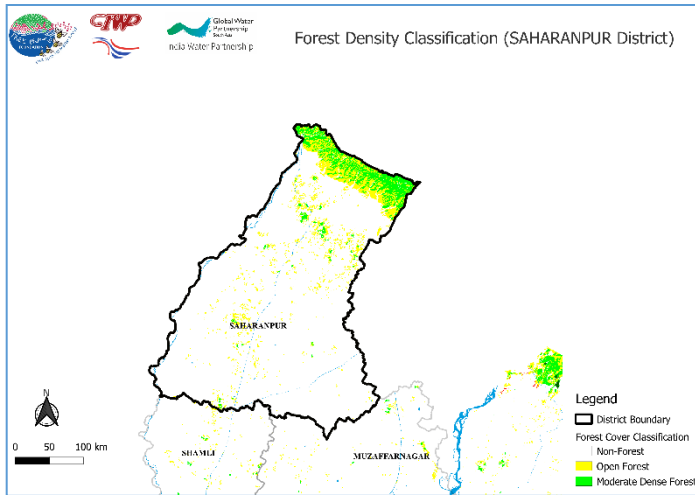 CIWP
Global Water
Partnership
South Asia
India Water Partnership
Forest Density Classification (SAHARANPUR District)
SAHARANPUR
SHAMLI
MUZAFFARNAGAR
N
0 50 100 km
Legend
District Boundary
Forest Cover Classification
Non-Forest
Open Forest
Moderate Dense Forest